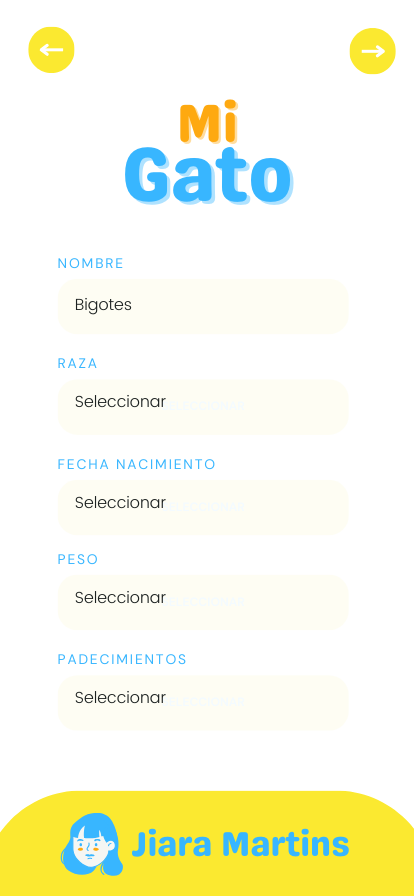 Mi
Gato
NOMBRE
Bigotes
RAZA
Seleccionar
FECHA NACIMIENTO
Seleccionar
PESO
Seleccionar
PADECIMIENTOS
Seleccionar
Jiara Martins